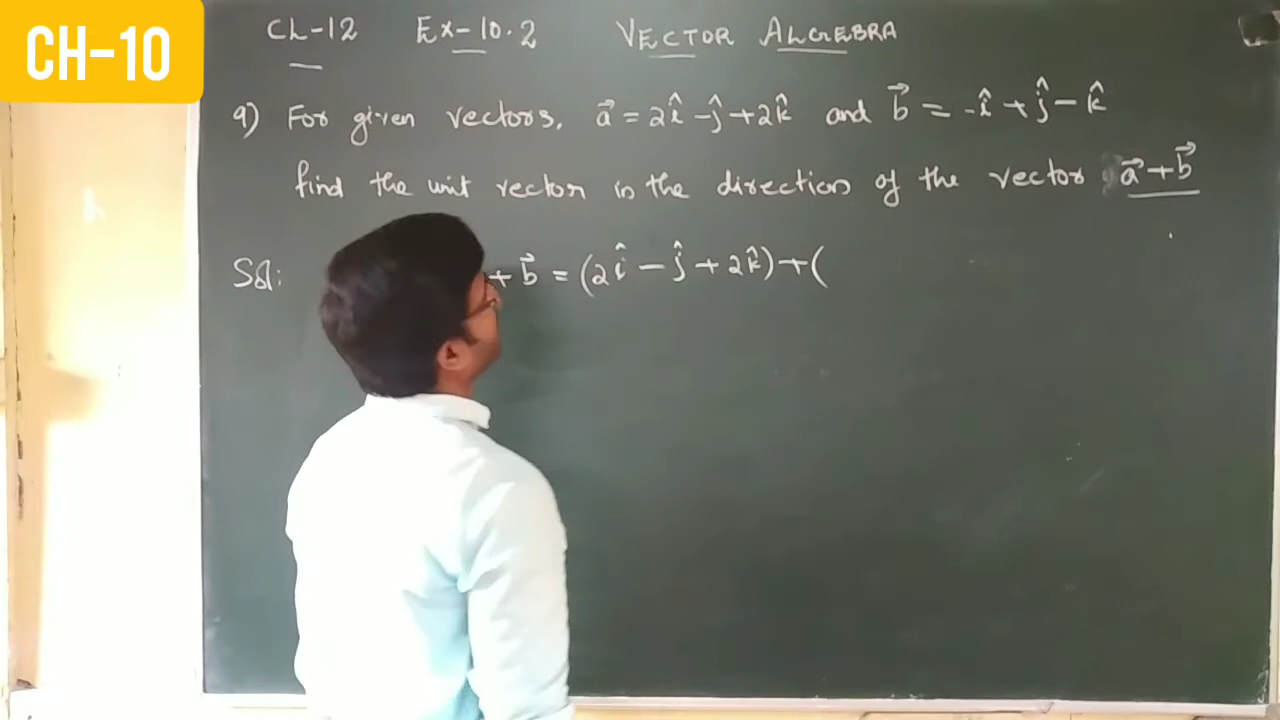 CH-10
CL-12 Ex-10.2 VECTOR ALGEBRA
9) For given vectors, a⃗ = 2î - ĵ + 2k̂ and b⃗ = -î + ĵ - k̂
find the unit vector in the direction of the vector a⃗ + b⃗
Sol: + b⃗ = (2î - ĵ + 2k̂) + (